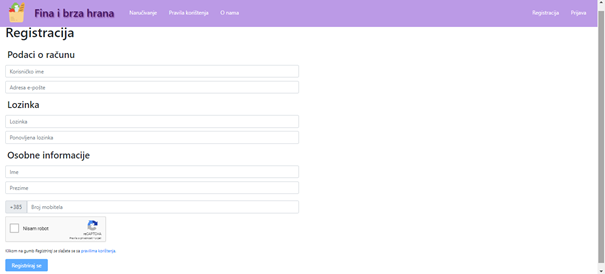 Fina i brza hrana Naručivanje Pravila korištenja O nama Registracija Prijava
Registracija
Podaci o računu
Korisničko ime
Adresa e-pošte
Lozinka
Lozinka
Ponovljena lozinka
Osobne informacije
Ime
Prezime
+385 Broj mobitela
Nisam robot
reCAPTCHA
Klikom na gumb Registriraj se slažete se sa pravilima korištenja.
Registriraj se